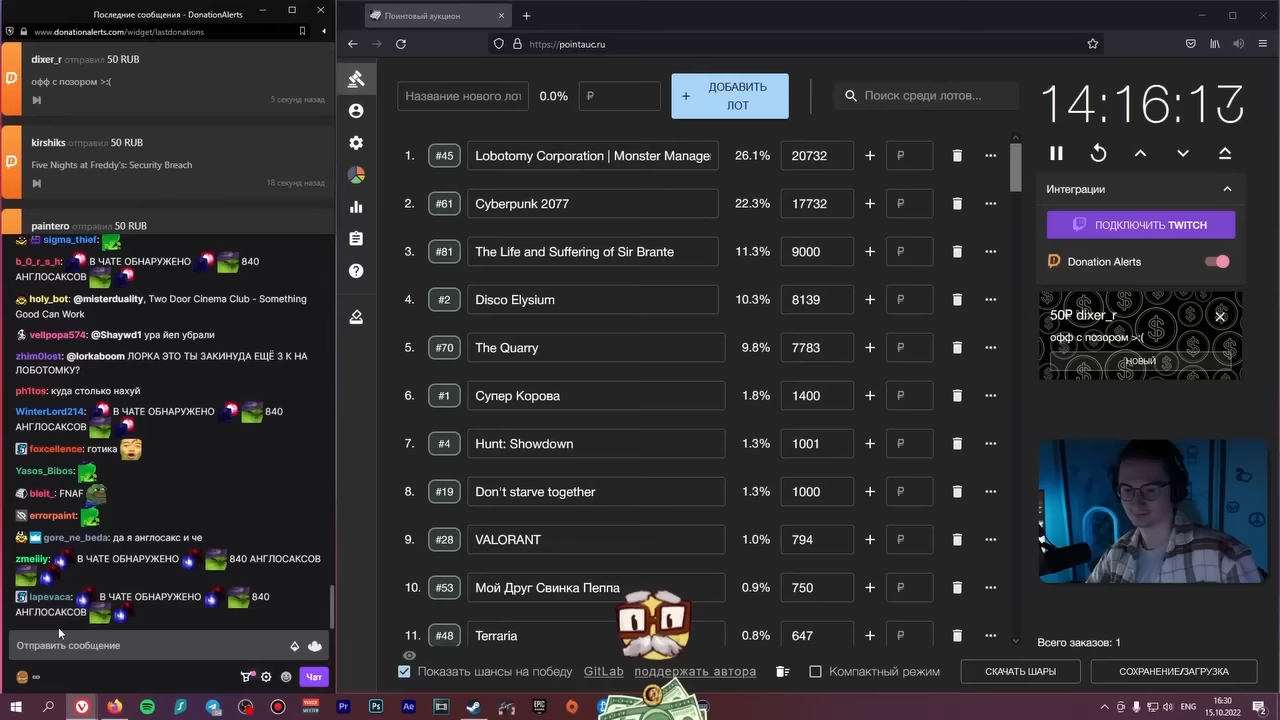 Последние сообщения - DonationAlerts
www.donationalerts.com/widget/lastdonations
dixer_r отправил 50 RUB
офф с позором >:(
5 секунд назад
kirshiks отправил 50 RUB
Five Nights at Freddy's: Security Breach
18 секунд назад
paintero отправил 50 RUB
sigma_thief:
b_0_r_s_h: В ЧАТЕ ОБНАРУЖЕНО 840
АНГЛОСАКСОВ
holy_bot: @misterduality, Two Door Cinema Club - Something
Good Can Work
vellpopa574: @Shaywd1 ура йеп убрали
zhim0lost: @lorkaboom ЛОРКА ЭТО ТЫ ЗАКИНУДА ЕЩЁ 3 К НА
ЛОБОТОМКУ?
ph1tos: куда столько нахуй
WinterLord214: В ЧАТЕ ОБНАРУЖЕНО 840
АНГЛОСАКСОВ
foxcellence: готика
Yasos_Bibos:
bleit_: FNAF
errorpaint:
gore_ne_beda: да я англосакс и че
zmeiiiy: В ЧАТЕ ОБНАРУЖЕНО 840 АНГЛОСАКСОВ
lapevaca: В ЧАТЕ ОБНАРУЖЕНО 840
АНГЛОСАКСОВ
Отправить сообщение
∞
Чат
Поинтовый аукцион
https://pointauc.ru
Название нового лот 0.0% ₽
+ ДОБАВИТЬ
ЛОТ
Поиск среди лотов...
1. #45 Lobotomy Corporation | Monster Manage 26.1% 20732 + ₽
2. #61 Cyberpunk 2077 22.3% 17732 + ₽
3. #81 The Life and Suffering of Sir Brante 11.3% 9000 + ₽
4. #2 Disco Elysium 10.3% 8139 + ₽
5. #70 The Quarry 9.8% 7783 + ₽
6. #1 Супер Корова 1.8% 1400 + ₽
7. #4 Hunt: Showdown 1.3% 1001 + ₽
8. #19 Don't starve together 1.3% 1000 + ₽
9. #28 VALORANT 1.0% 794 + ₽
10. #53 Мой Друг Свинка Пеппа 0.9% 750 + ₽
11. #48 Terraria 0.8% 647 + ₽
Показать шансы на победу GitLab поддержать автора Компактный режим СКАЧАТЬ ШАРЫ СОХРАНЕНИЕ/ЗАГРУЗКА
Интеграции
ПОДКЛЮЧИТЬ TWITCH
Donation Alerts
50₽ dixer_r
офф с позором >:(
НОВЫЙ
Всего заказов: 1
Pr
Ps
Ae
EPIC
16:30
15.10.2022